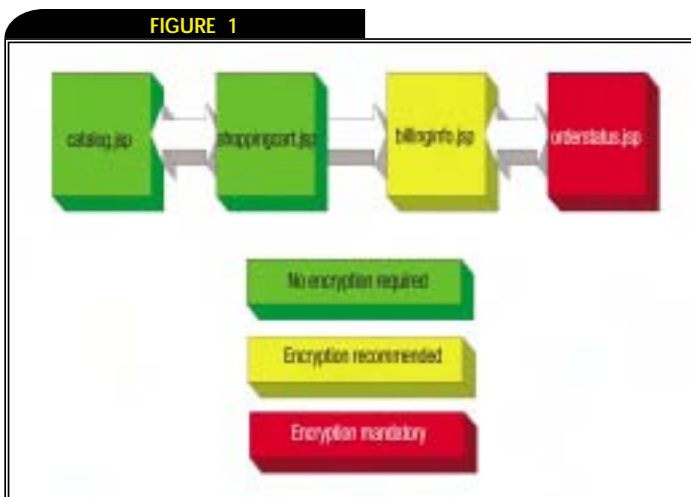 FIGURE 1
catalog.jsp
shoppingcart.jsp
billinginfo.jsp
orderstatus.jsp
No encryption required
Encryption recommended
Encryption mandatory